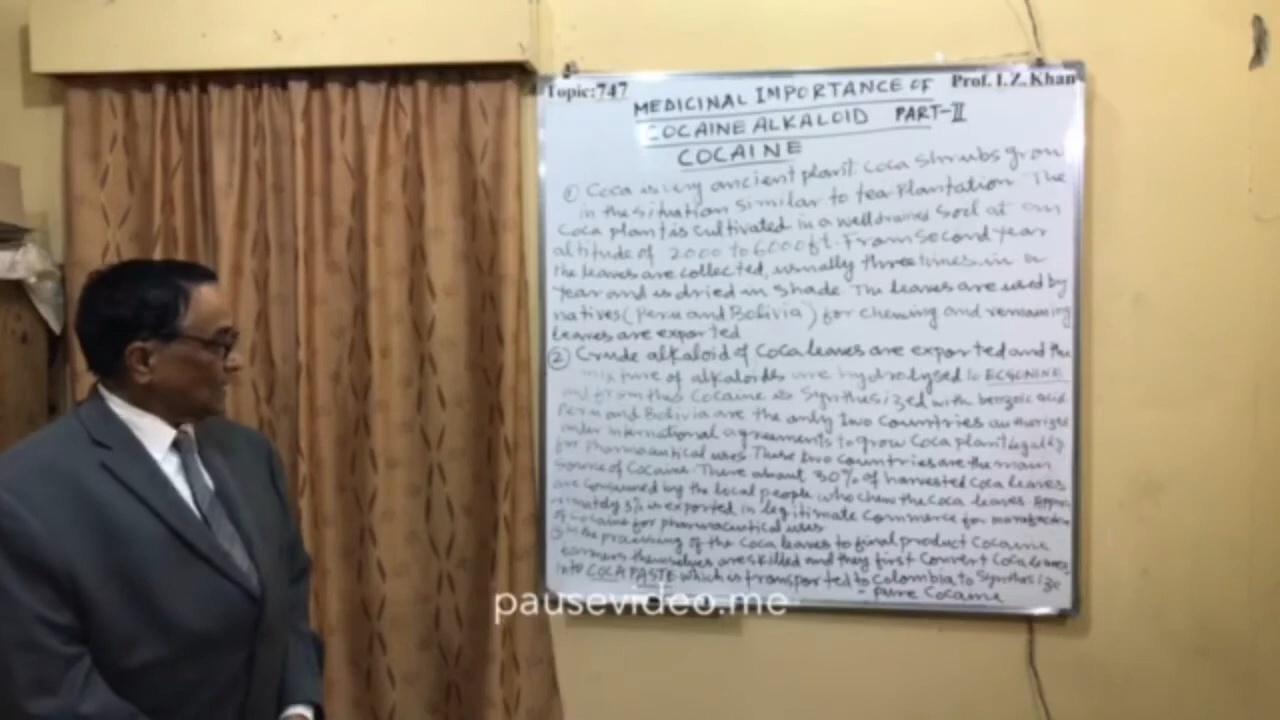 Topic:747
Prof. I.Z. Khan
MEDICINAL IMPORTANCE OF
COCAINE ALKALOID PART-II
COCAINE
① Coca is very ancient plant. Coca shrubs grow
in the situation similar to tea plantation. The
Coca plant is cultivated in a well drained soil at an
altitude of 2000 to 6000 ft. From second year
the leaves are collected, usually three times in a
year and is dried in shade. The leaves are used by
natives (Peru and Bolivia) for chewing and remaining
leaves are exported
② Crude alkaloid of Coca leaves are exported and the
mixture of alkaloids are hydrolysed to ECGONINE
and from this Cocaine is synthesized with benzoic acid
Peru and Bolivia are the only two Countries authorize
under International agreements to grow Coca plant legally
for Pharmaceutical uses. These two countries are the main
source of Cocaine. There about 30% of harvested Coca leaves
are consumed by the local people who chew the Coca leaves.
is exported in legitimate commerce for
of Cocaine for pharmaceutical uses
In the processing of the Coca leaves to final product Cocaine
farmers themselves are skilled and they first convert Coca leaves
into COCA PASTE which is transported to Colombia to synthesize
pure Cocaine
pausevideo.me